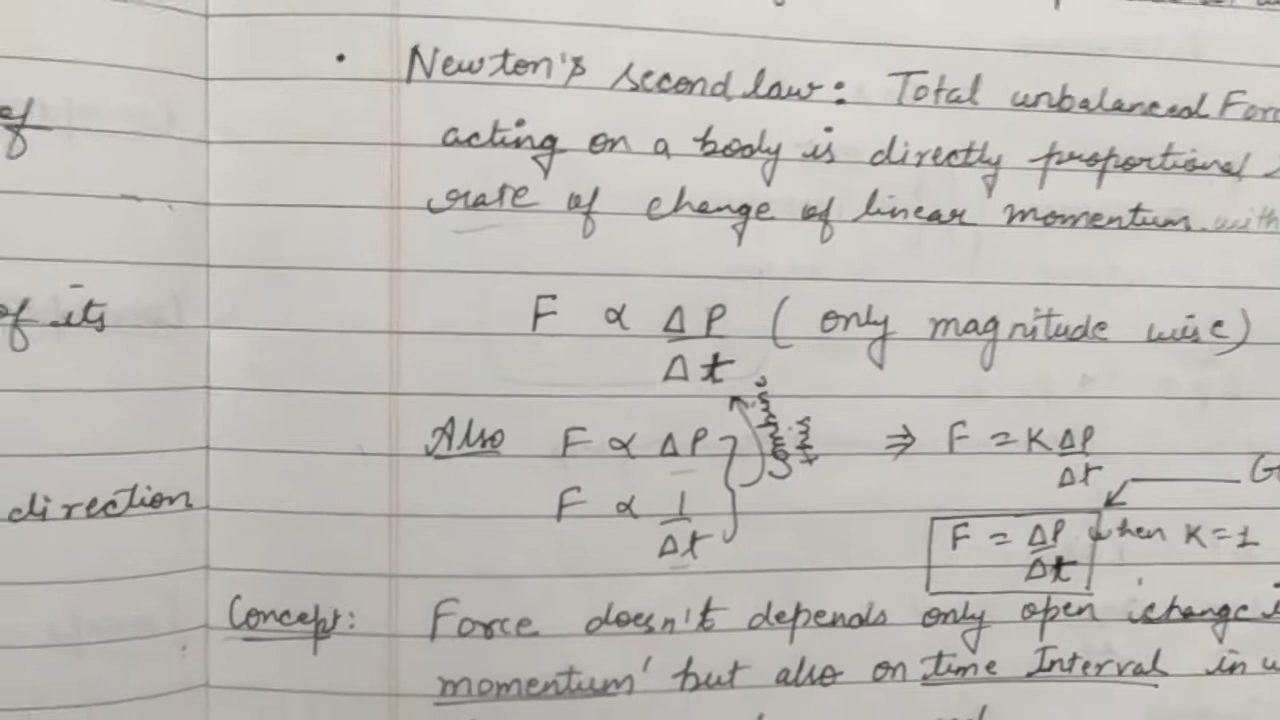 of
of its
direction
• Newton's second law: Total unbalanced Forc
acting on a body is directly proportional
rate of change of linear momentum with
F ∝ ΔP/Δt (only magnitude wise)
Also F ∝ ΔP ⇒ F = K ΔP/Δt
F ∝ 1/Δt
F = ΔP/Δt when K=1
Concept: Force doesn't depends only open 'change i
momentum' but also on time Interval in w